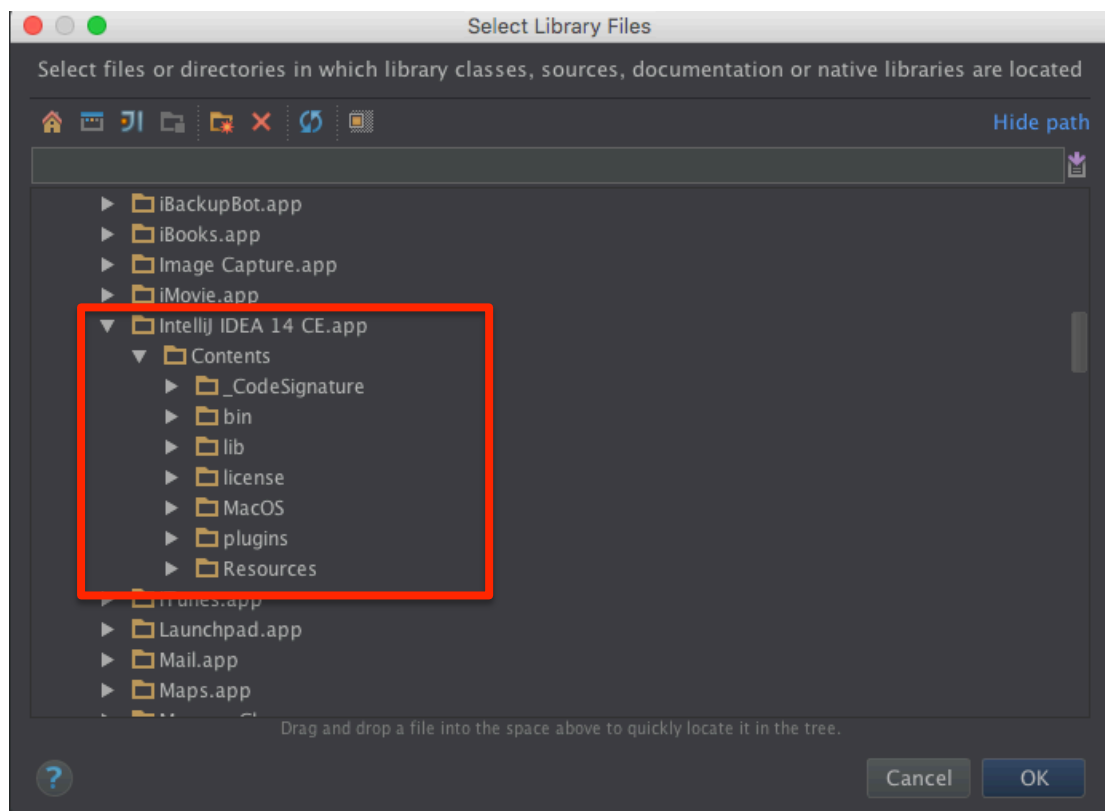 Select Library Files
Select files or directories in which library classes, sources, documentation or native libraries are located
Hide path
iBackupBot.app
iBooks.app
Image Capture.app
iMovie.app
IntelliJ IDEA 14 CE.app
Contents
_CodeSignature
bin
lib
license
MacOS
plugins
Resources
iTunes.app
Launchpad.app
Mail.app
Maps.app
Drag and drop a file into the space above to quickly locate it in the tree.
? Cancel OK